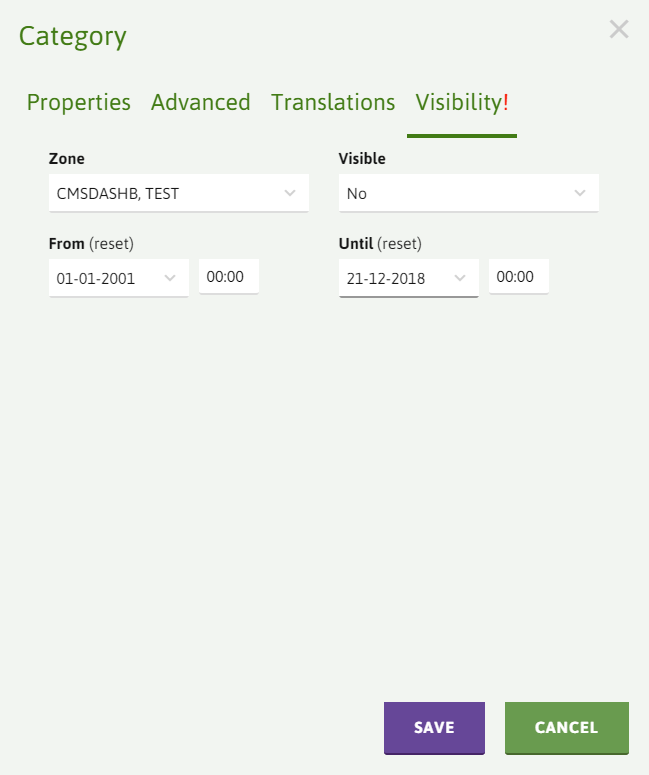 Category
Properties Advanced Translations Visibility!
Zone Visible
CMSDASHB, TEST No
From (reset) Until (reset)
01-01-2001 00:00 21-12-2018 00:00
SAVE CANCEL